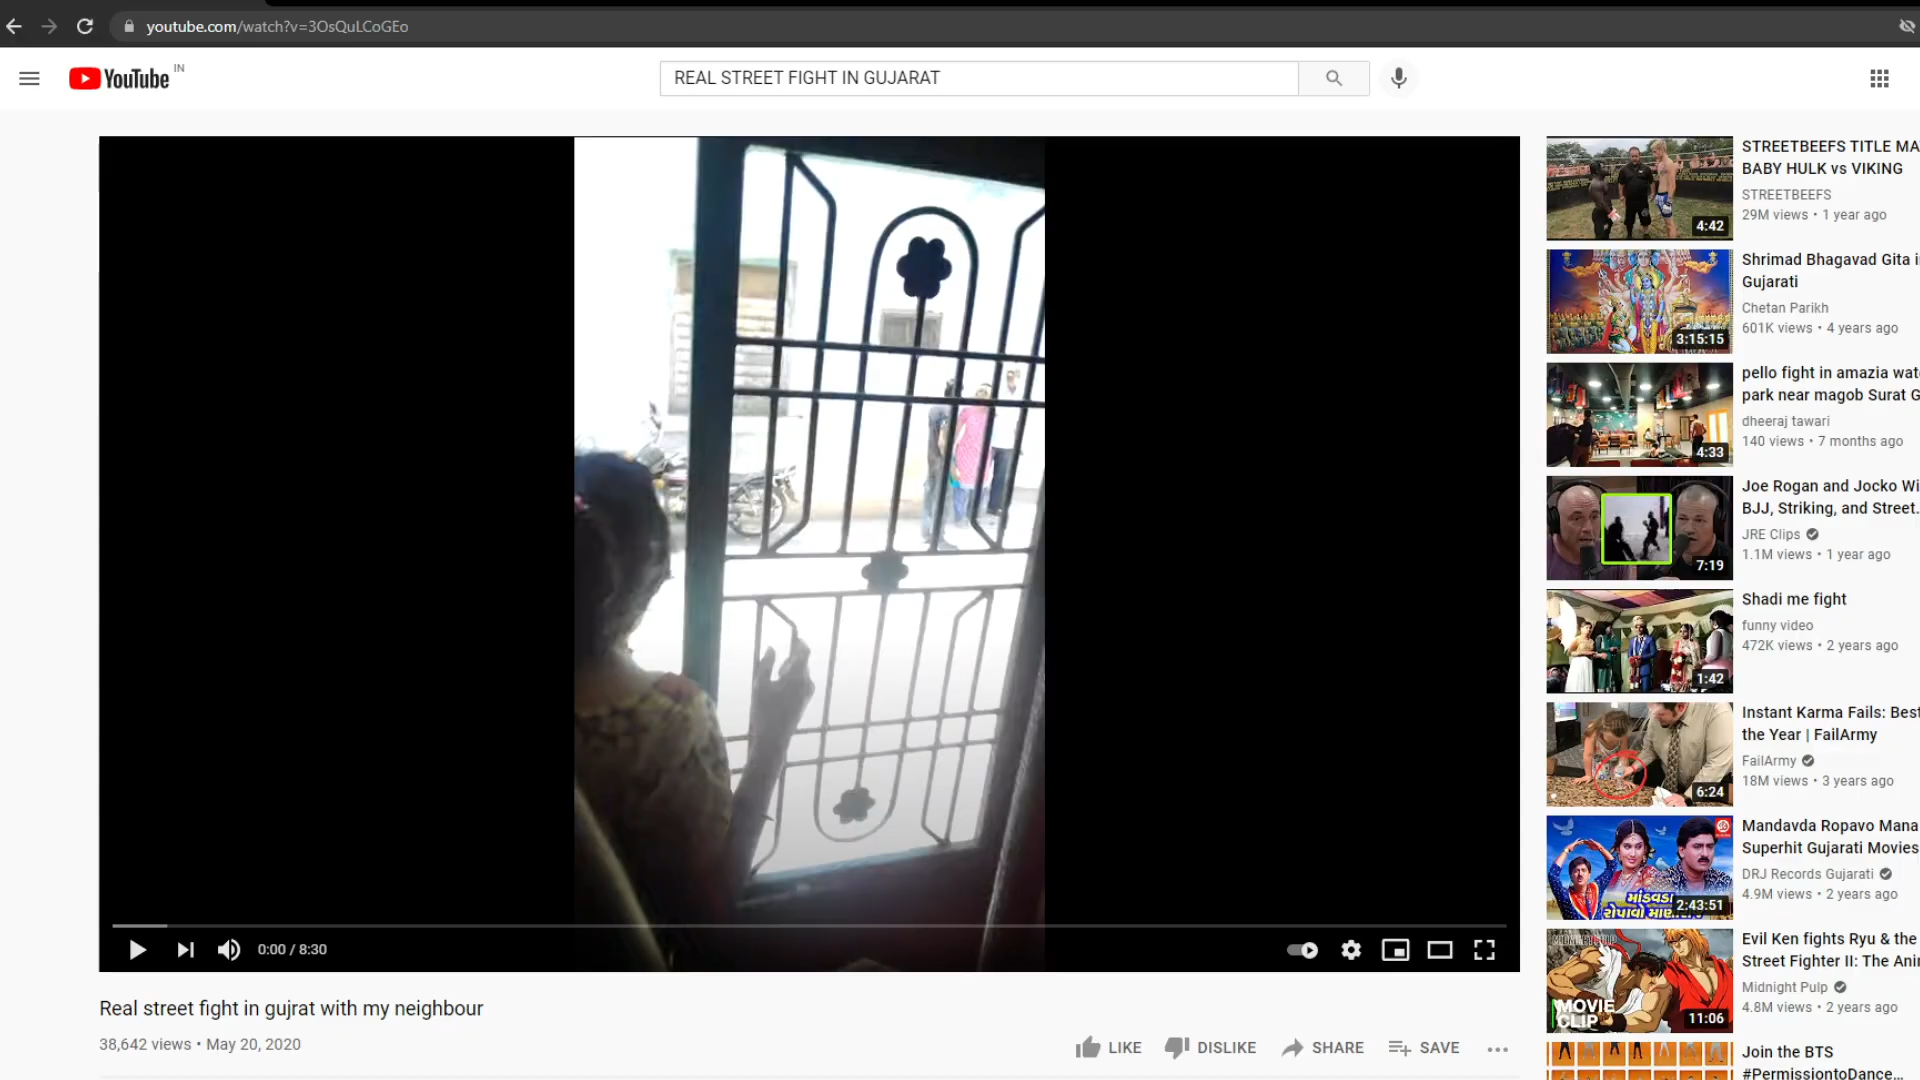 youtube.com/watch?v=3OsQuLCoGEo
YouTube IN
REAL STREET FIGHT IN GUJARAT
0:00 / 8:30
Real street fight in gujrat with my neighbour
38,642 views • May 20, 2020
LIKE
DISLIKE
SHARE
SAVE
4:42
STREETBEEFS TITLE MA
BABY HULK vs VIKING
STREETBEEFS
29M views • 1 year ago
3:15:15
Shrimad Bhagavad Gita i
Gujarati
Chetan Parikh
601K views • 4 years ago
4:33
pello fight in amazia wat
park near magob Surat G
dheeraj tawari
140 views • 7 months ago
7:19
Joe Rogan and Jocko Wi
BJJ, Striking, and Street.
JRE Clips
1.1M views • 1 year ago
1:42
Shadi me fight
funny video
472K views • 2 years ago
6:24
Instant Karma Fails: Best
the Year | FailArmy
FailArmy
18M views • 3 years ago
માંડવડા
રોપાવો
2:43:51
Mandavda Ropavo Mana
Superhit Gujarati Movies
DRJ Records Gujarati
4.9M views • 2 years ago
MOVIE
CLIP
11:06
Evil Ken fights Ryu & the
Street Fighter II: The Ani
Midnight Pulp
4.8M views • 2 years ago
Join the BTS
#PermissiontoDance...